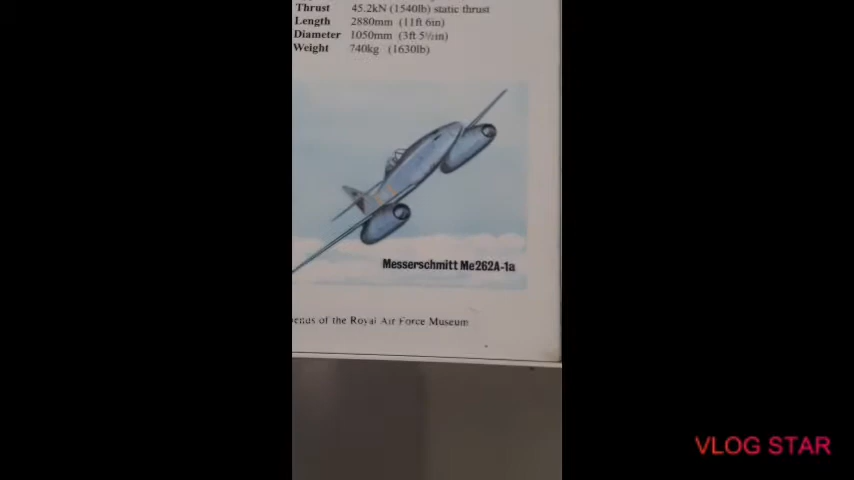 Thrust 45.2kN (1540lb) static thrust
Length 2880mm (11ft 6in)
Diameter 1050mm (3ft 5½in)
Weight 740kg (1630lb)
Messerschmitt Me262A-1a
ends of the Royal Air Force Museum
VLOG STAR